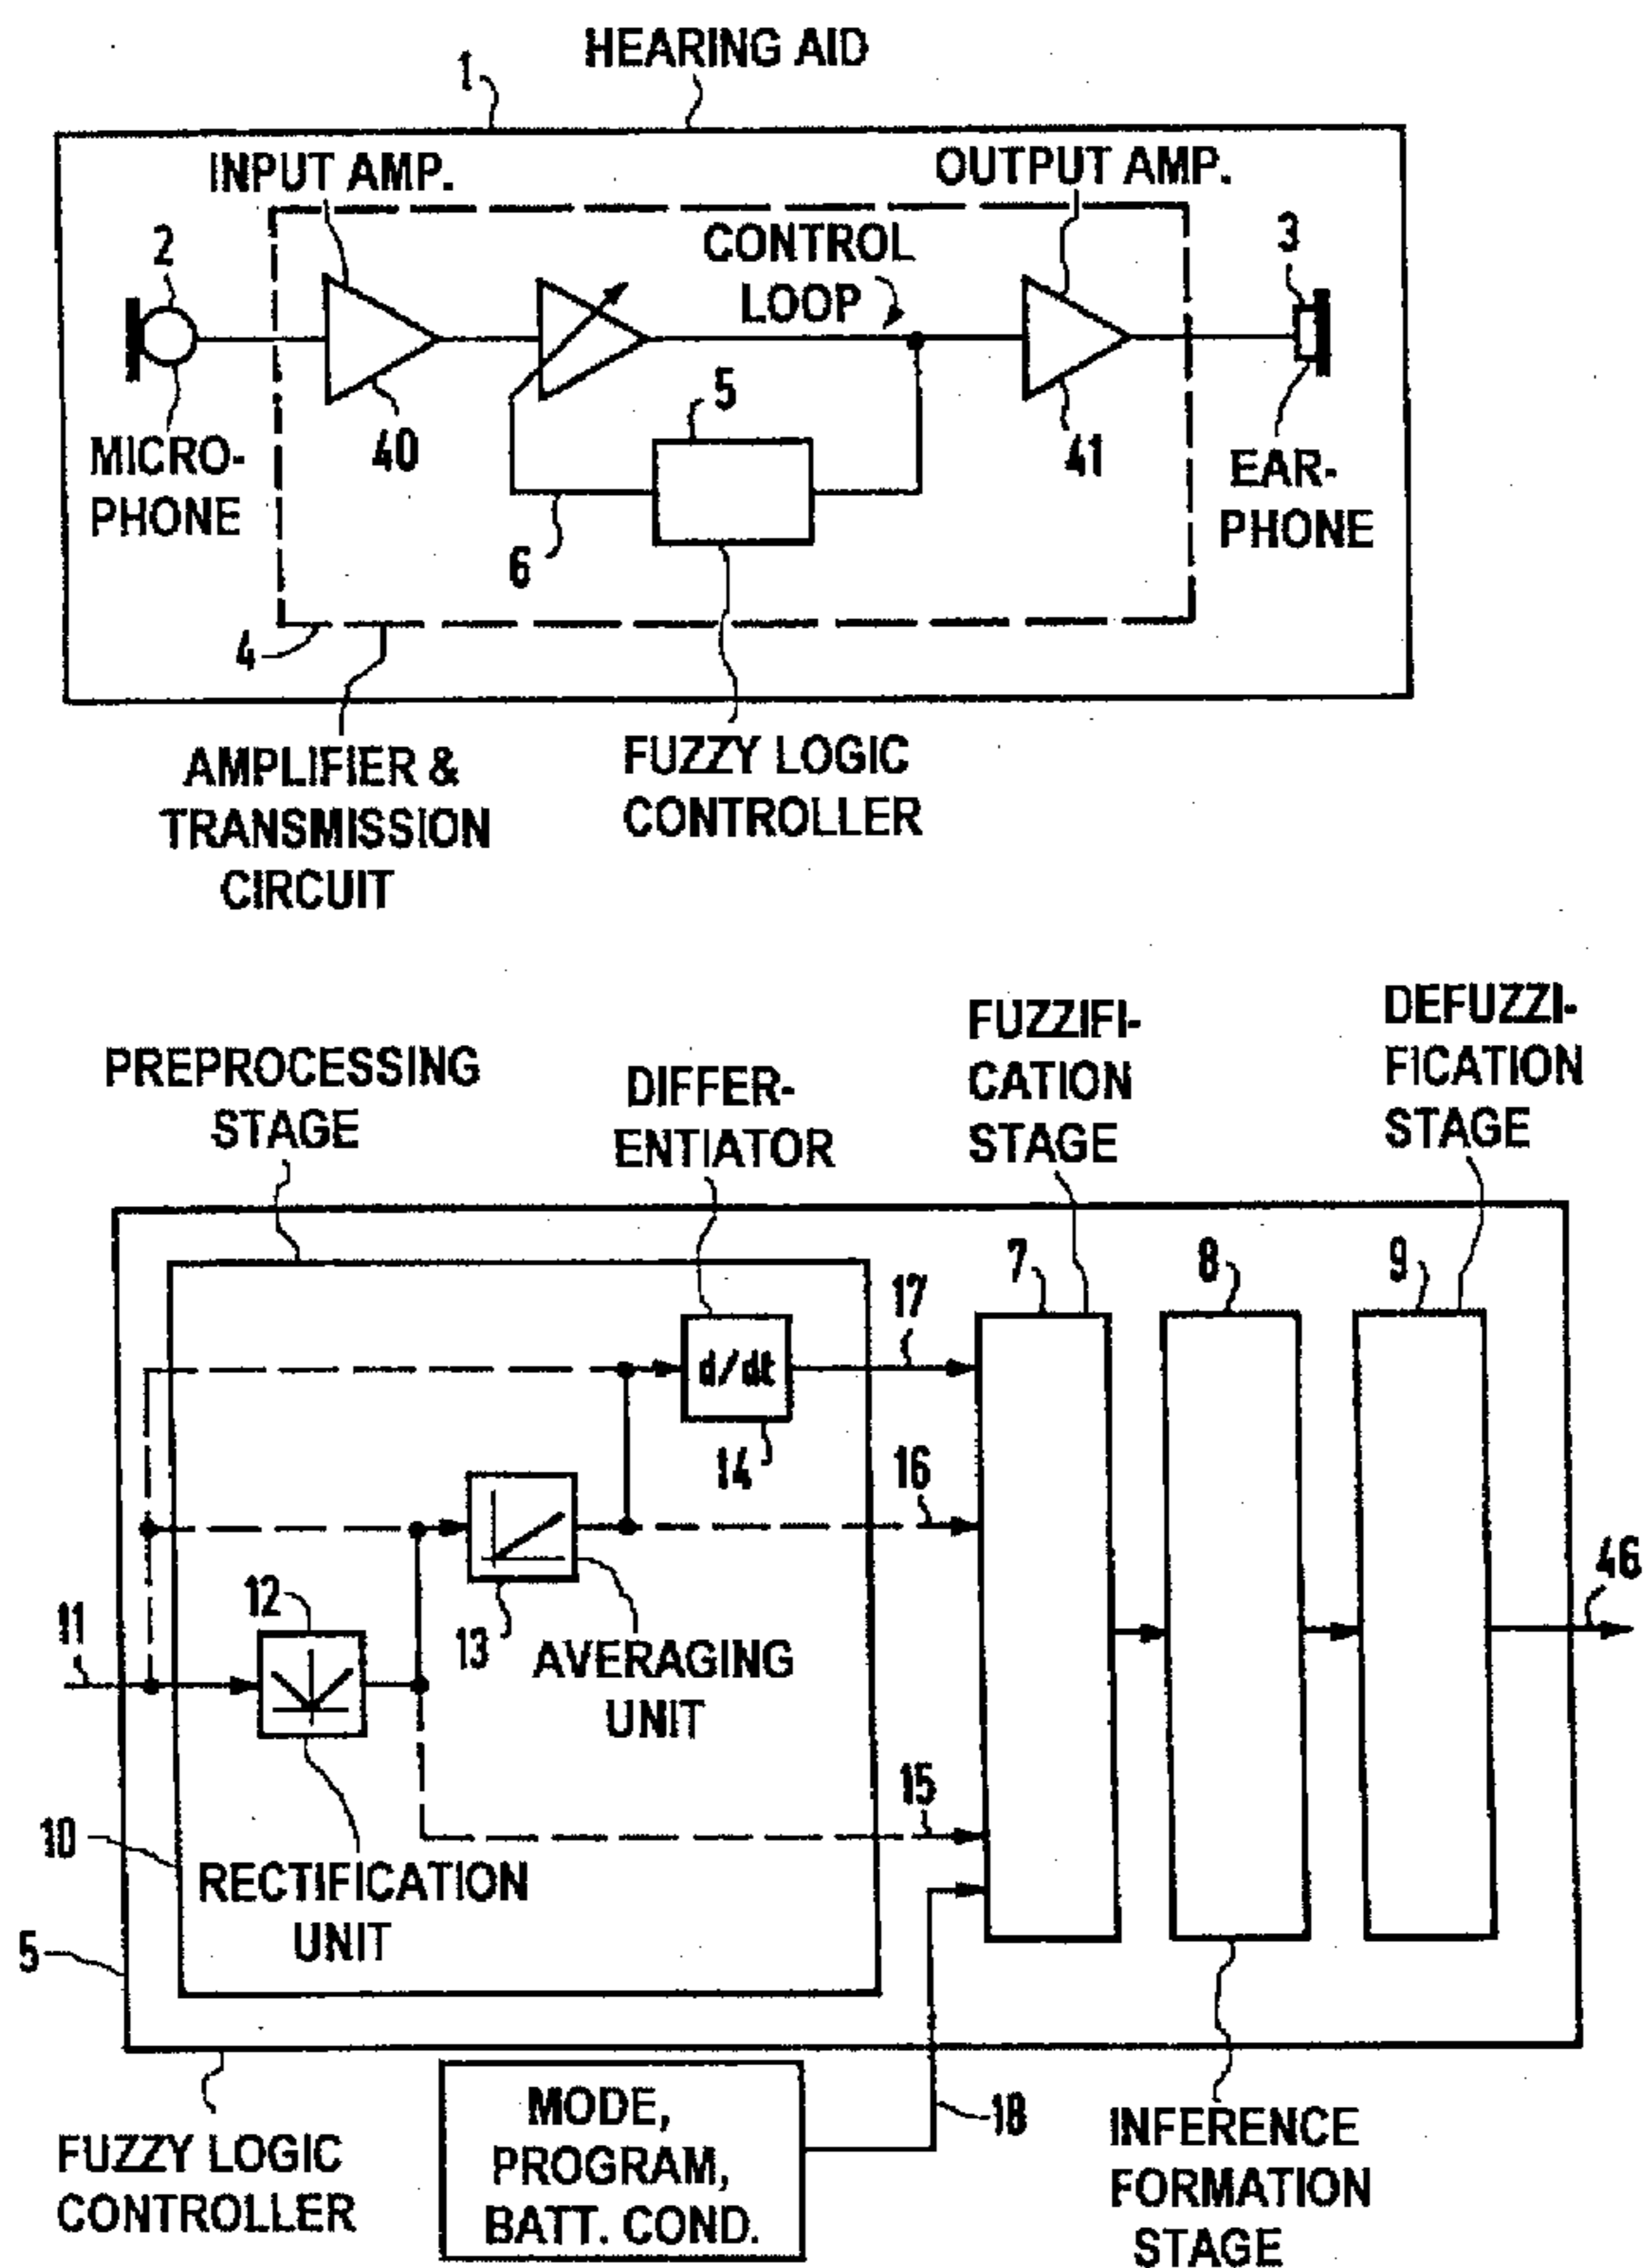 HEARING AID
1
INPUT AMP.
OUTPUT AMP.
2
CONTROL
LOOP
3
MICRO-
PHONE
40
5
41
EAR-
PHONE
6
4
AMPLIFIER &
TRANSMISSION
CIRCUIT
FUZZY LOGIC
CONTROLLER
PREPROCESSING
STAGE
DIFFER-
ENTIATOR
FUZZIFI-
CATION
STAGE
DEFUZZI-
FICATION
STAGE
7
8
9
17
d/dt
14
16
12
13
AVERAGING
UNIT
11
46
15
10
RECTIFICATION
UNIT
5
18
FUZZY LOGIC
CONTROLLER
MODE,
PROGRAM,
BATT. COND.
INFERENCE
FORMATION
STAGE